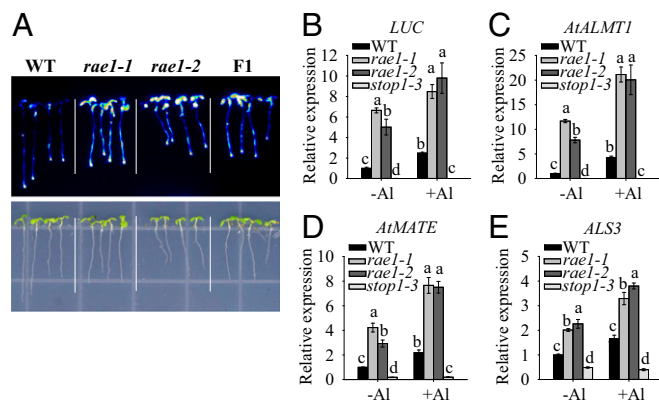 A
WT rae1-1 rae1-2 F1
B
LUC
WT
rae1-1
rae1-2
stop1-3
Relative expression
12
10
8
6
4
2
0
c a b d
b a a c
-Al +Al
C
AtALMT1
WT
rae1-1
rae1-2
stop1-3
Relative expression
25
20
15
10
5
0
c a b d
b a a c
-Al +Al
D
AtMATE
WT
rae1-1
rae1-2
stop1-3
Relative expression
10
8
6
4
2
0
c a b d
c a a d
-Al +Al
E
ALS3
WT
rae1-1
rae1-2
stop1-3
Relative expression
5
4
3
2
1
0
c b a d
c b a d
-Al +Al